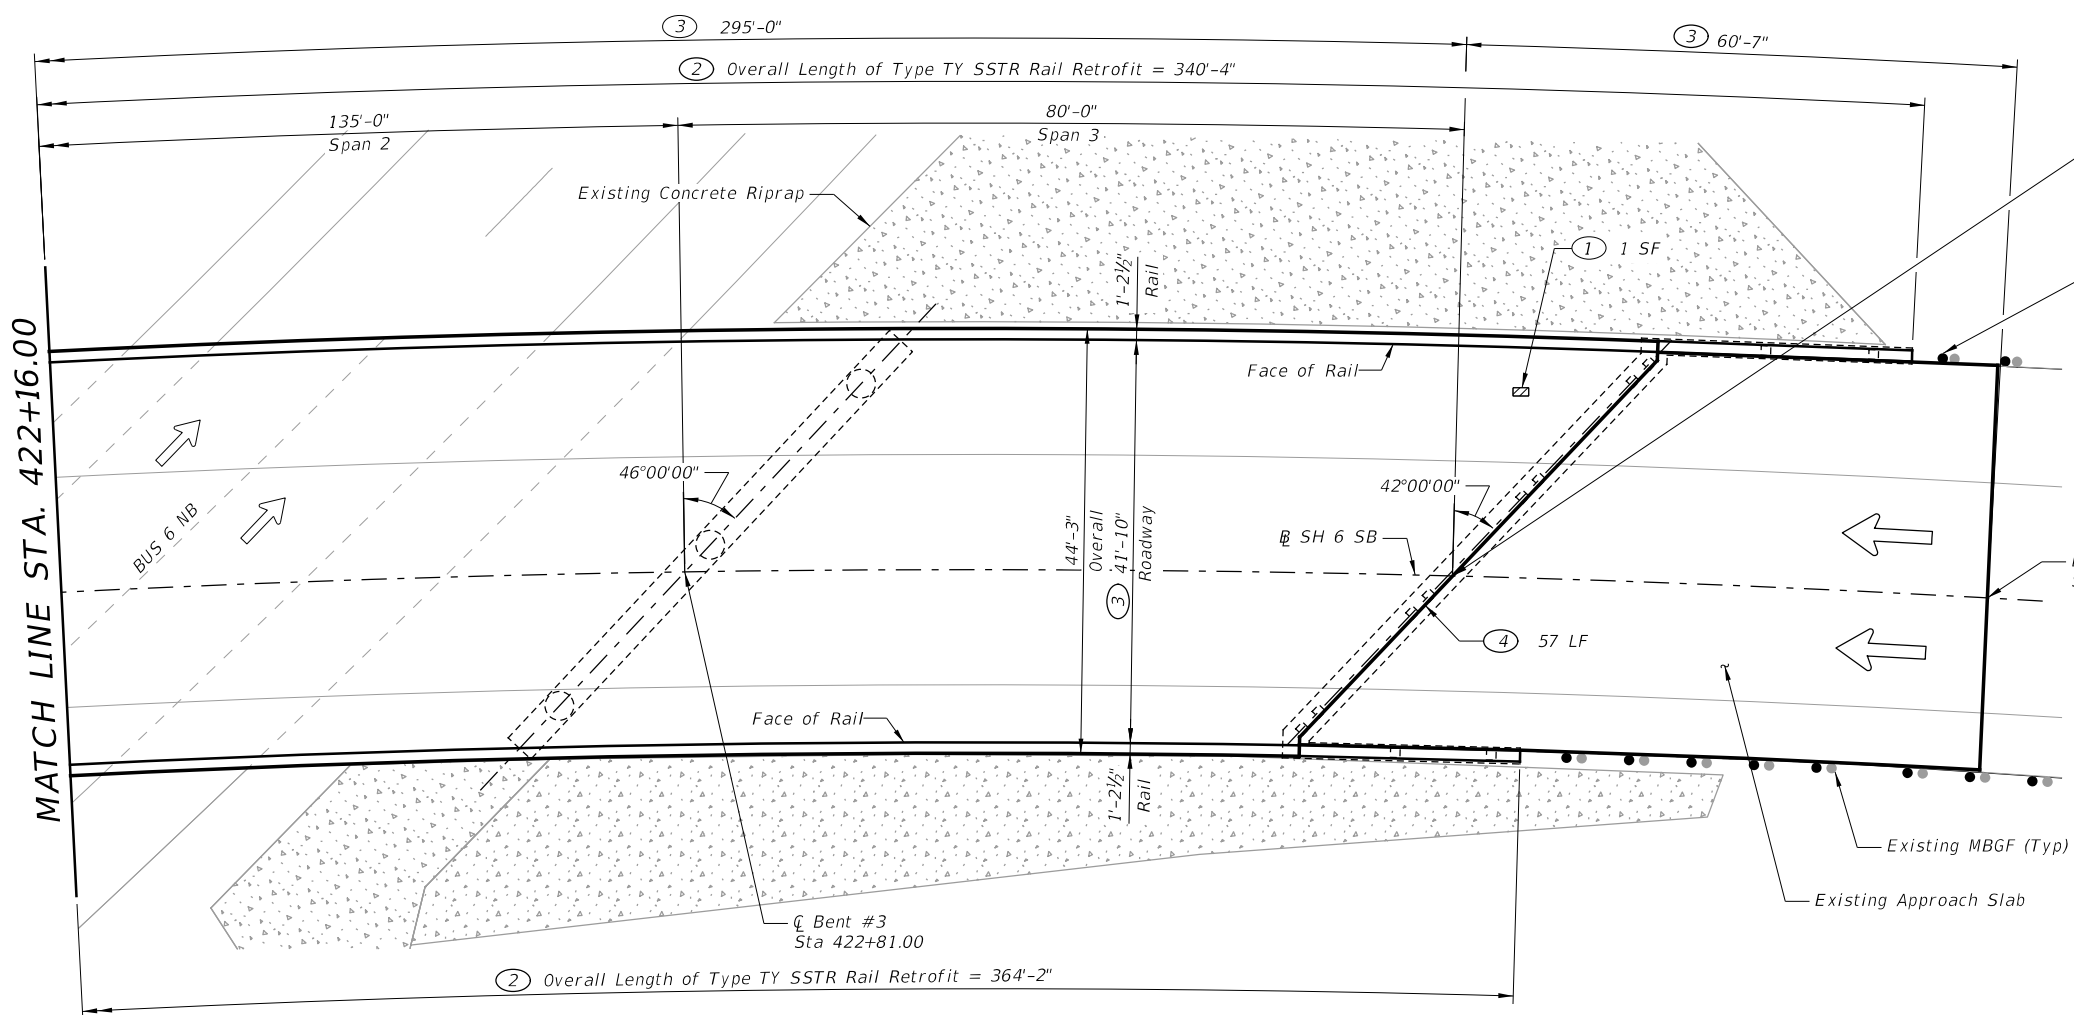 3 295'-0"
3 60'-7"
2 Overall Length of Type TY SSTR Rail Retrofit = 340'-4"
135'-0"
Span 2
80'-0"
Span 3
Existing Concrete Riprap
1'-2½"
Rail
1 1 SF
MATCH LINE STA. 422+16.00
Face of Rail
46°00'00"
42°00'00"
BUS 6 NB
44'-3"
Overall
3 41'-10"
Roadway
BL SH 6 SB
4 57 LF
Face of Rail
1'-2½"
Rail
Existing MBGF (Typ)
Existing Approach Slab
CL Bent #3
Sta 422+81.00
2 Overall Length of Type TY SSTR Rail Retrofit = 364'-2"